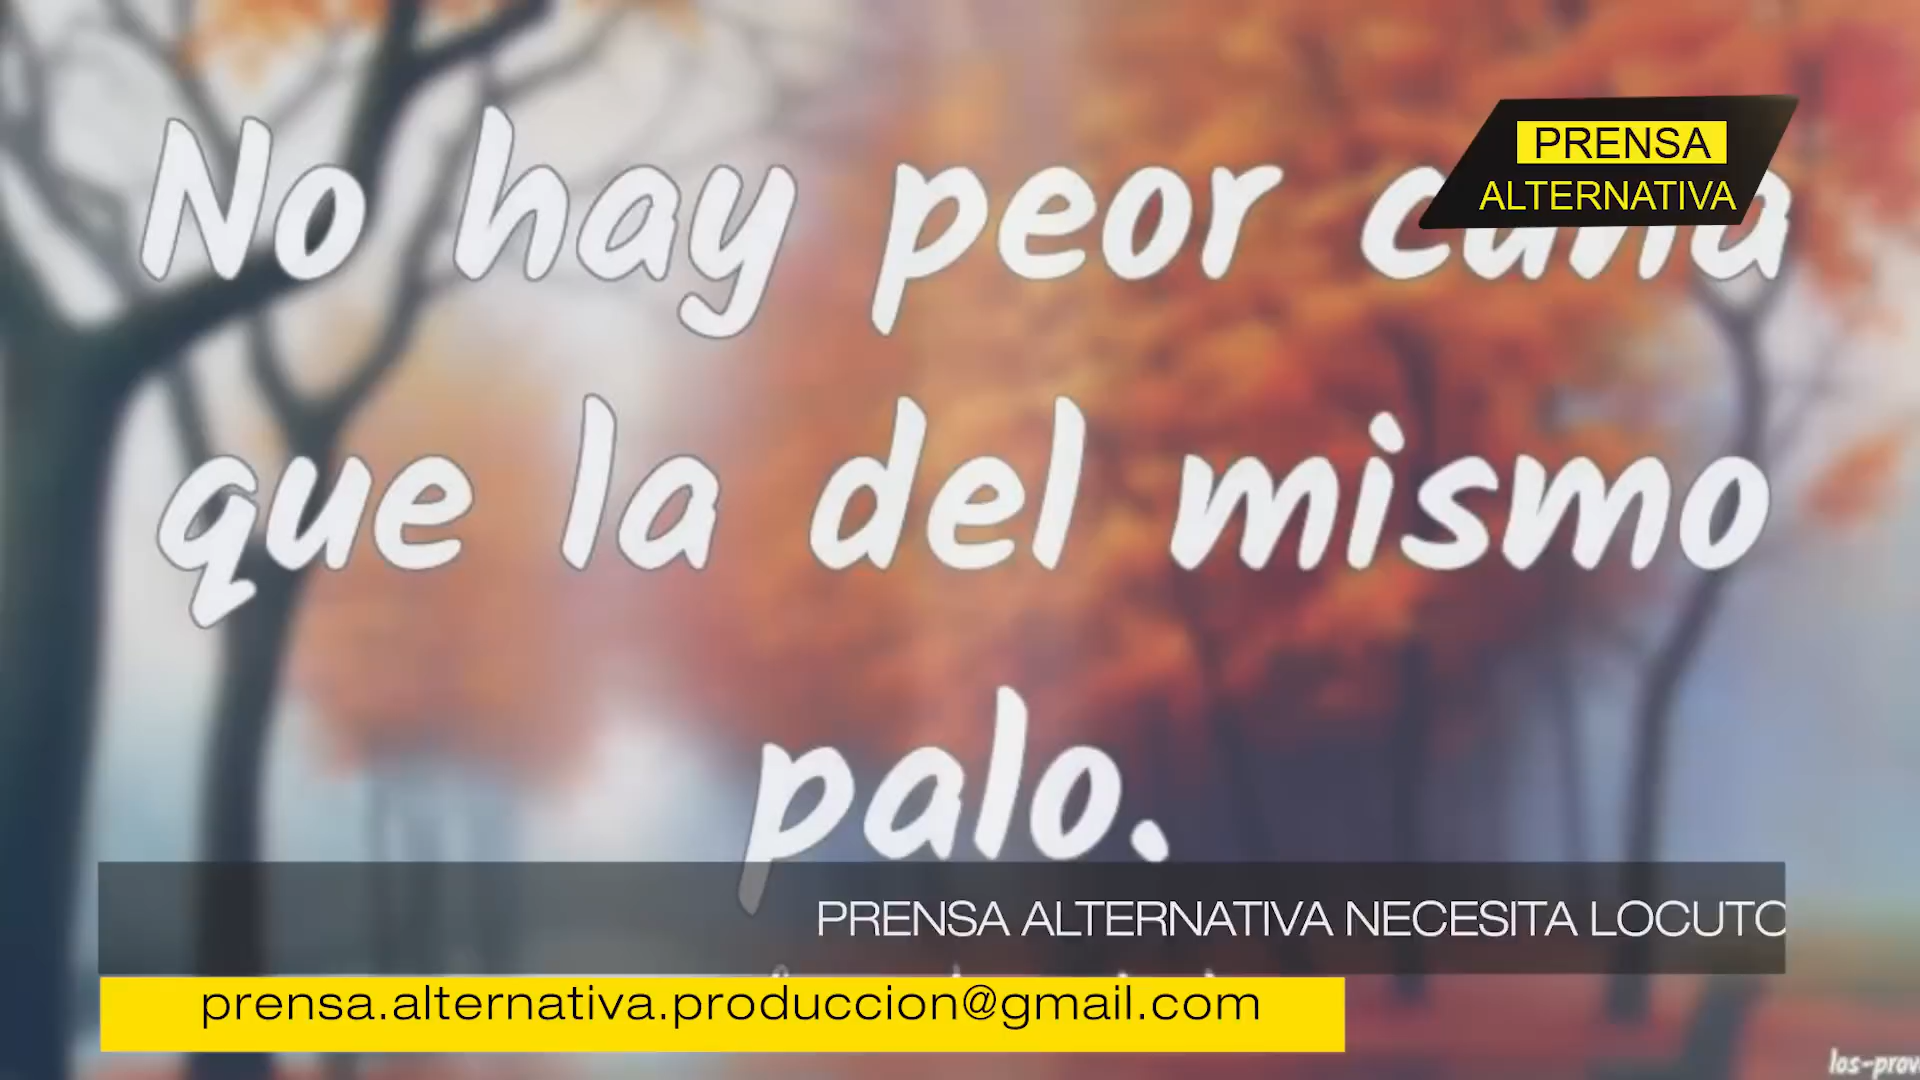 No hay peor
PRENSA
ALTERNATIVA
que la del mismo
palo.
PRENSA ALTERNATIVA NECESITA
prensa.alternativa.produccion@gmail.com